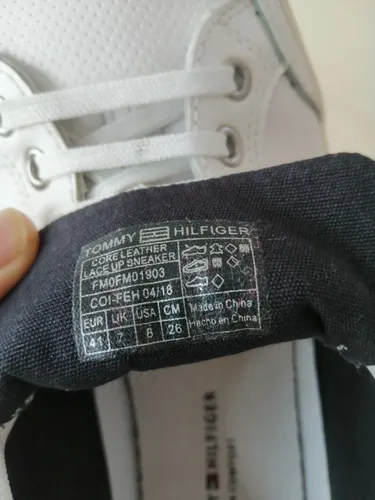 TOMMY HILFIGER
CORE LEATHER
LACE UP SNEAKER
FM0FM01903
COI-FEH 04/18
EUR UK USA CM
41 7. 8 26
Made in China
Hecho en China
HILFIGER